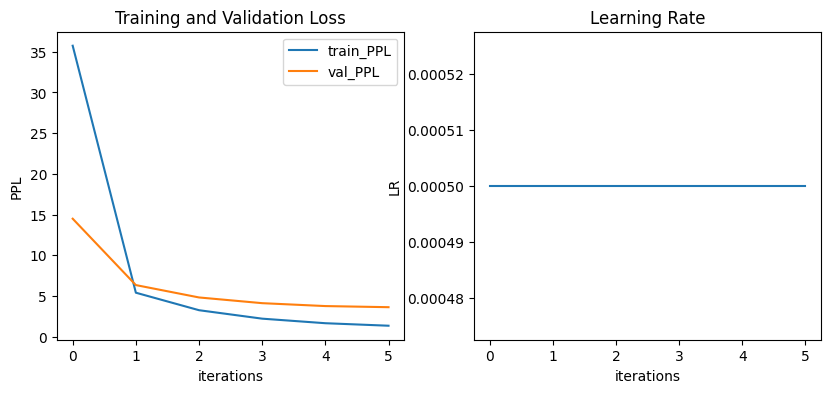 Training and Validation Loss
PPL
35
30
25
20
15
10
5
0
train_PPL
val_PPL
0 1 2 3 4 5
iterations
Learning Rate
LR
0.00052
0.00051
0.00050
0.00049
0.00048
0 1 2 3 4 5
iterations